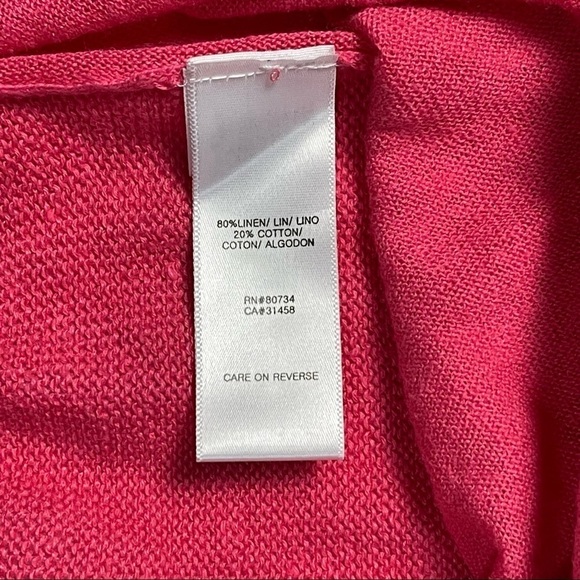 80%LINEN/ LIN/ LINO
20% COTTON/
COTON/ ALGODON
RN#80734
CA#31458
CARE ON REVERSE